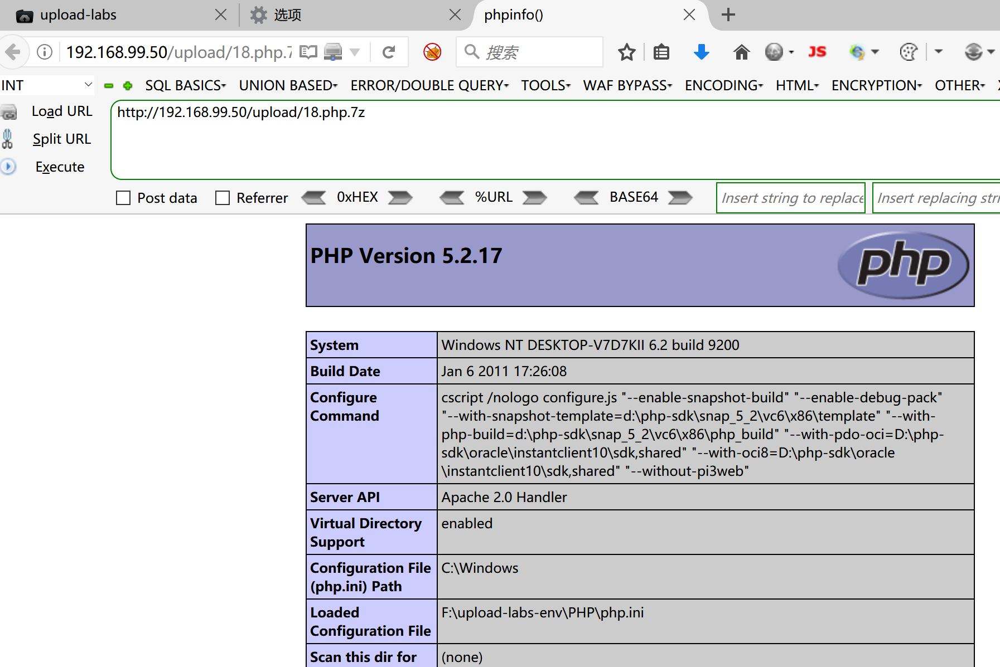 upload-labs
选项
phpinfo()
192.168.99.50/upload/18.php.7
搜索
JS
INT
SQL BASICS
UNION BASED
ERROR/DOUBLE QUERY
TOOLS
WAF BYPASS
ENCODING
HTML
ENCRYPTION
OTHER
Load URL
http://192.168.99.50/upload/18.php.7z
Split URL
Execute
Post data
Referrer
0xHEX
%URL
BASE64
Insert string to replace
Insert replacing stri
PHP Version 5.2.17
php
System
Windows NT DESKTOP-V7D7KII 6.2 build 9200
Build Date
Jan 6 2011 17:26:08
Configure
Command
cscript /nologo configure.js "--enable-snapshot-build" "--enable-debug-pack"
"--with-snapshot-template=d:\php-sdk\snap_5_2\vc6\x86\template" "--with-
php-build=d:\php-sdk\snap_5_2\vc6\x86\php_build" "--with-pdo-oci=D:\php-
sdk\oracle\instantclient10\sdk,shared" "--with-oci8=D:\php-sdk\oracle
\instantclient10\sdk,shared" "--without-pi3web"
Server API
Apache 2.0 Handler
Virtual Directory
Support
enabled
Configuration File
(php.ini) Path
C:\Windows
Loaded
Configuration File
F:\upload-labs-env\PHP\php.ini
Scan this dir for
(none)